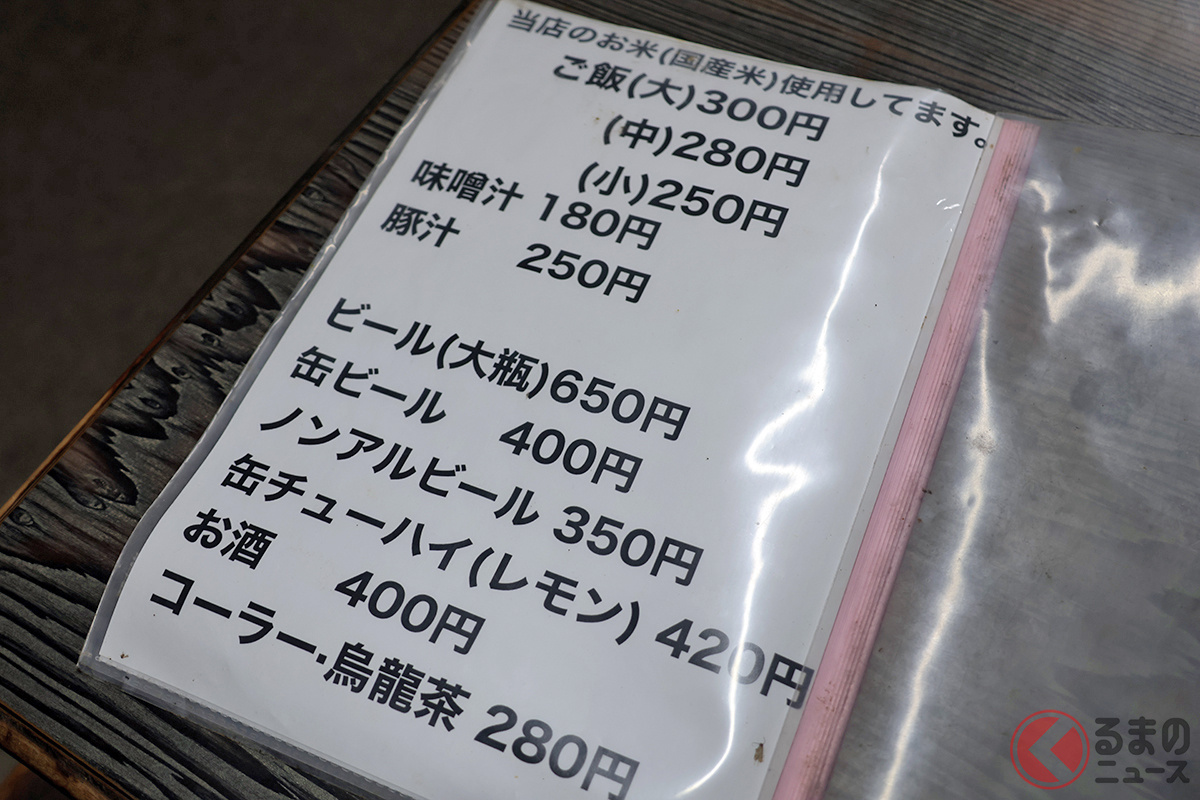 当店のお米(国産米)使用してます。
ご飯(大)300円
(中)280円
(小)250円
味噌汁 180円
豚汁 250円
ビール(大瓶)650円
缶ビール 400円
ノンアルビール 350円
缶チューハイ(レモン) 420円
お酒 400円
コーラー.烏龍茶 280円
くるまの
ニュース